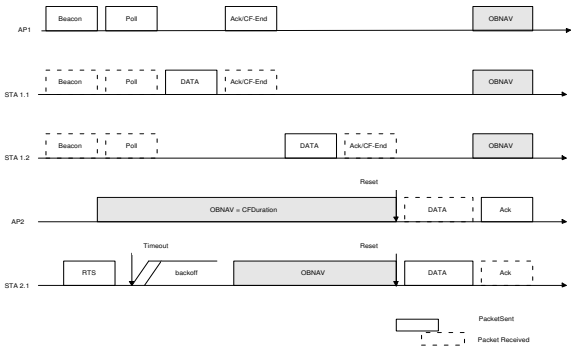 Beacon Poll Ack/CF-End OBNAV
AP1
Beacon Poll DATA Ack/CF-End OBNAV
STA 1.1
Beacon Poll DATA Ack/CF-End OBNAV
STA 1.2
Reset
OBNAV = CFDuration DATA Ack
AP2
Timeout Reset
RTS backoff OBNAV DATA Ack
STA 2.1
PacketSent
Packet Received